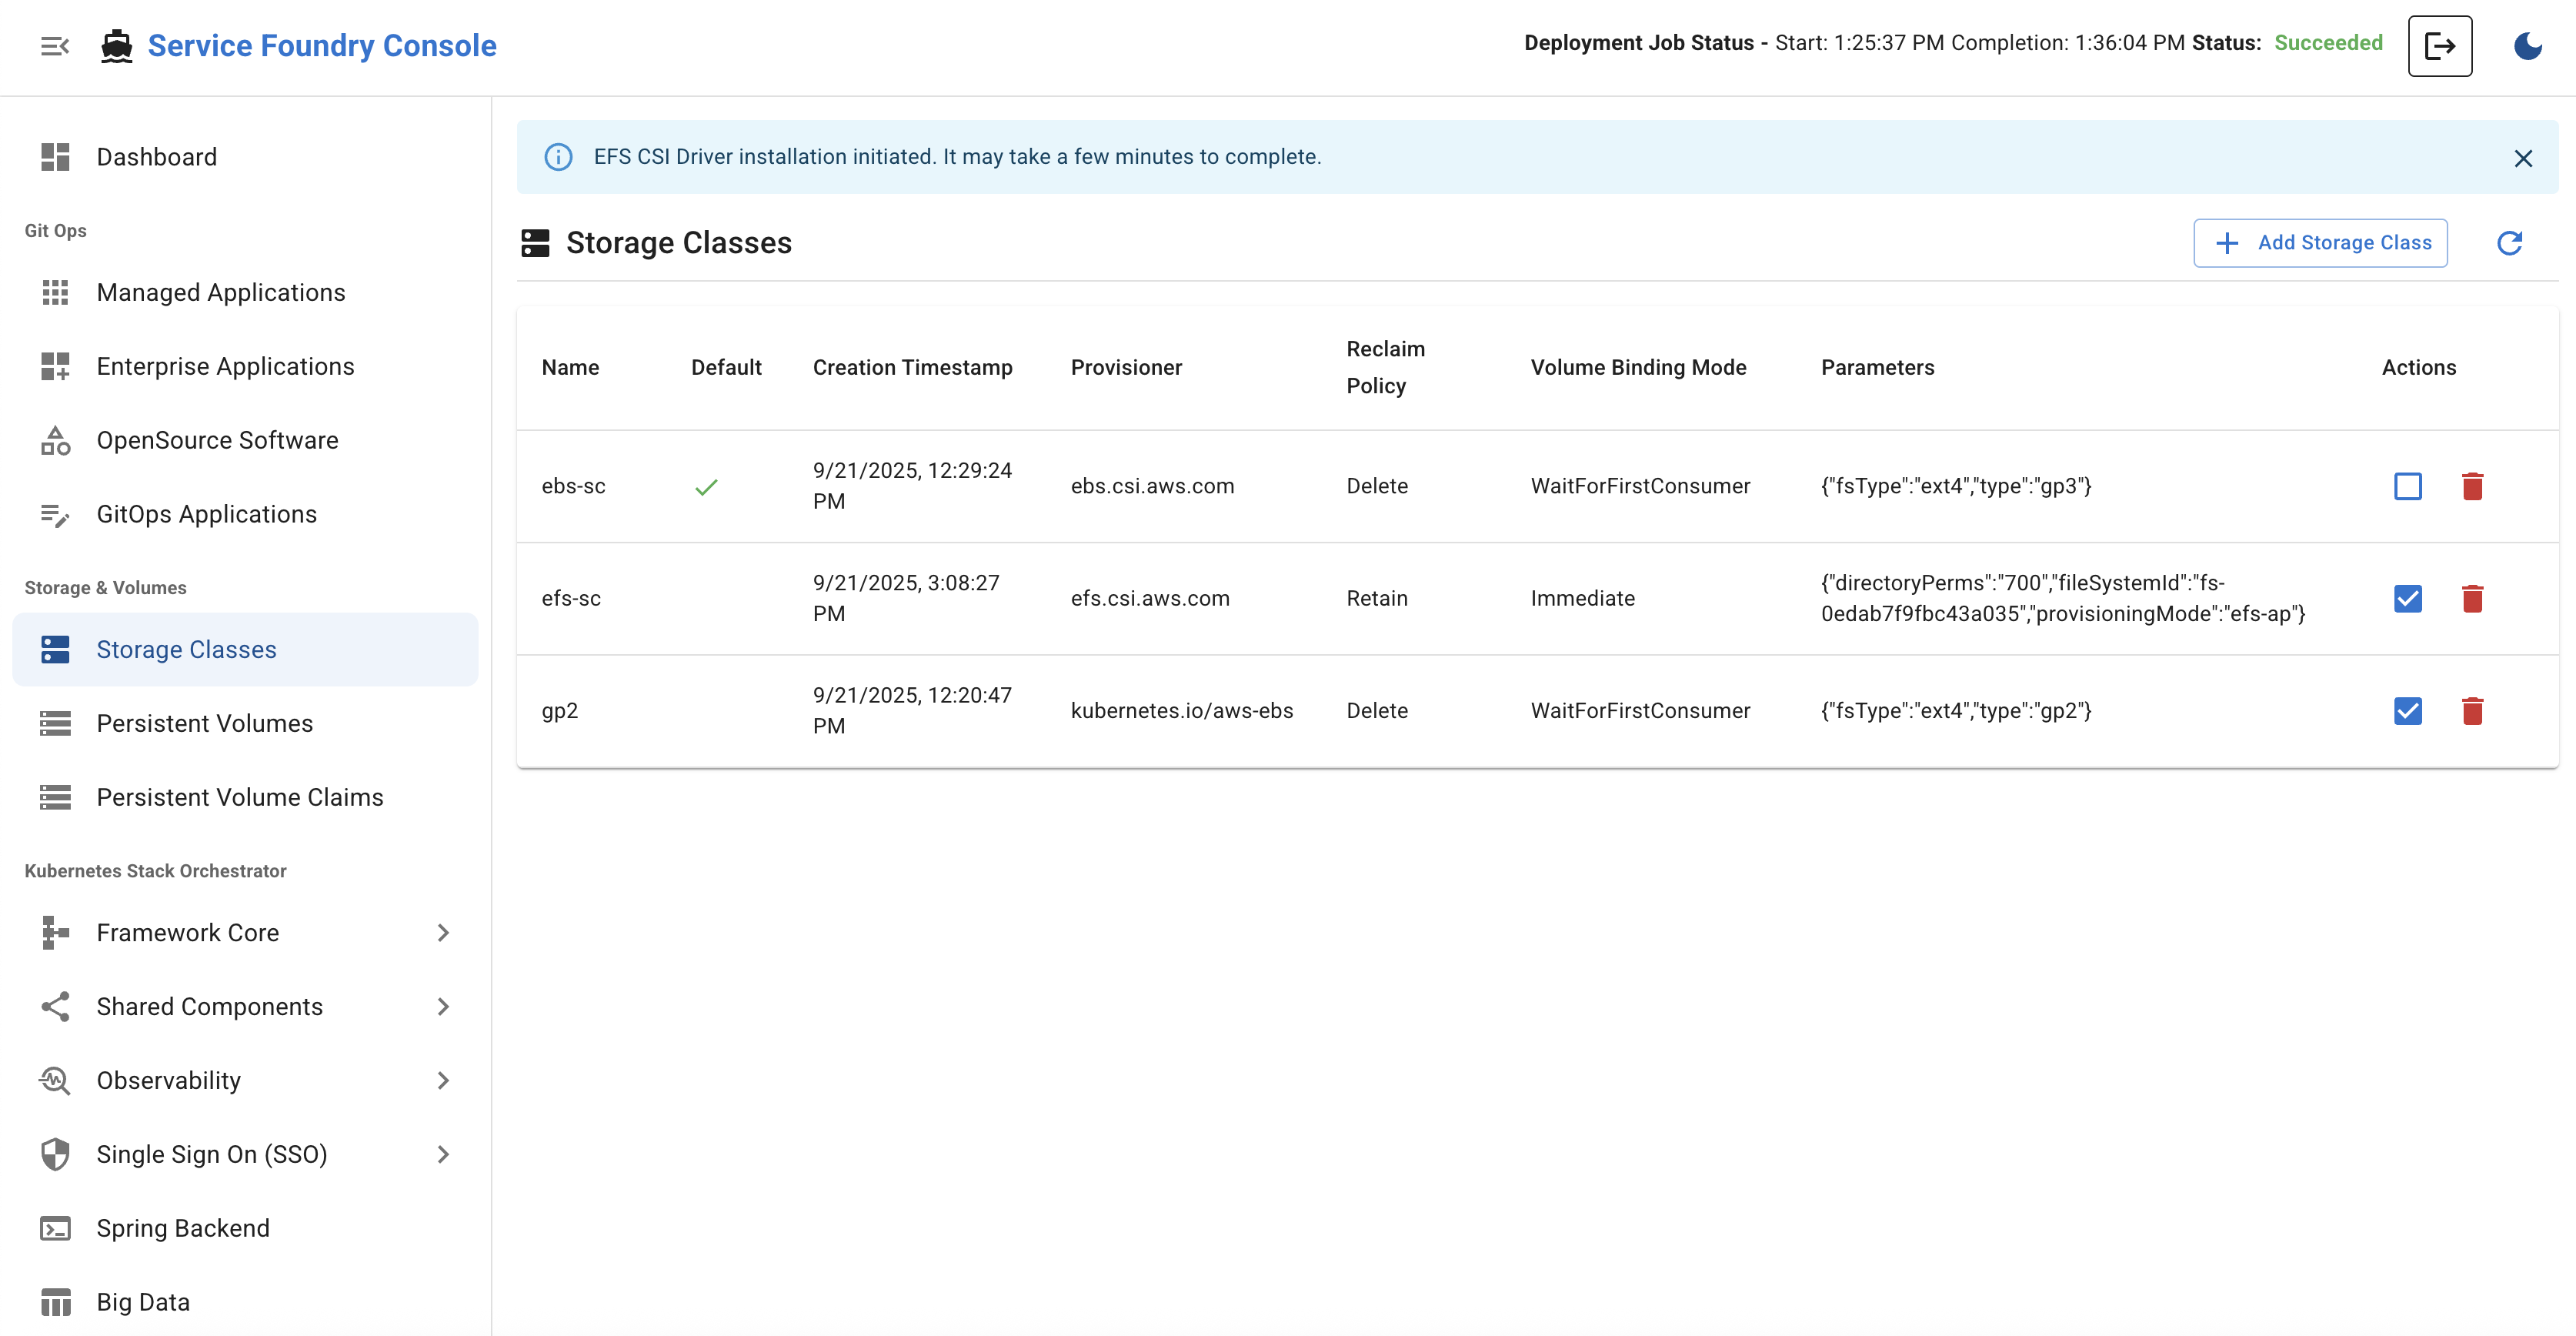 Service Foundry Console
Deployment Job Status - Start: 1:25:37 PM Completion: 1:36:04 PM Status: Succeeded
Dashboard
Git Ops
Managed Applications
Enterprise Applications
OpenSource Software
GitOps Applications
Storage & Volumes
Storage Classes
Persistent Volumes
Persistent Volume Claims
Kubernetes Stack Orchestrator
Framework Core
Shared Components
Observability
Single Sign On (SSO)
Spring Backend
Big Data
EFS CSI Driver installation initiated. It may take a few minutes to complete.
Storage Classes
Add Storage Class
Name Default Creation Timestamp Provisioner Reclaim Policy Volume Binding Mode Parameters Actions
ebs-sc 9/21/2025, 12:29:24 PM ebs.csi.aws.com Delete WaitForFirstConsumer {"fsType":"ext4","type":"gp3"}
efs-sc 9/21/2025, 3:08:27 PM efs.csi.aws.com Retain Immediate {"directoryPerms":"700","fileSystemId":"fs-0edab7f9fbc43a035","provisioningMode":"efs-ap"}
gp2 9/21/2025, 12:20:47 PM kubernetes.io/aws-ebs Delete WaitForFirstConsumer {"fsType":"ext4","type":"gp2"}